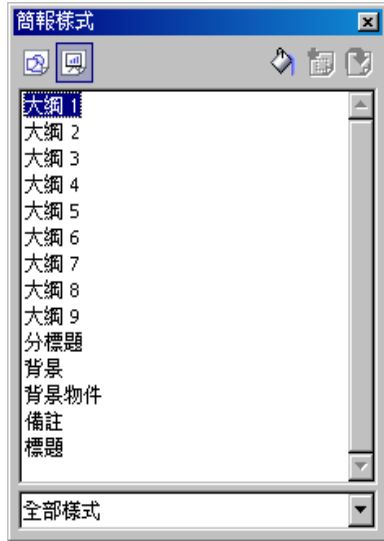 簡報樣式
大綱 1
大綱 2
大綱 3
大綱 4
大綱 5
大綱 6
大綱 7
大綱 8
大綱 9
分標題
背景
背景物件
備註
標題
全部樣式